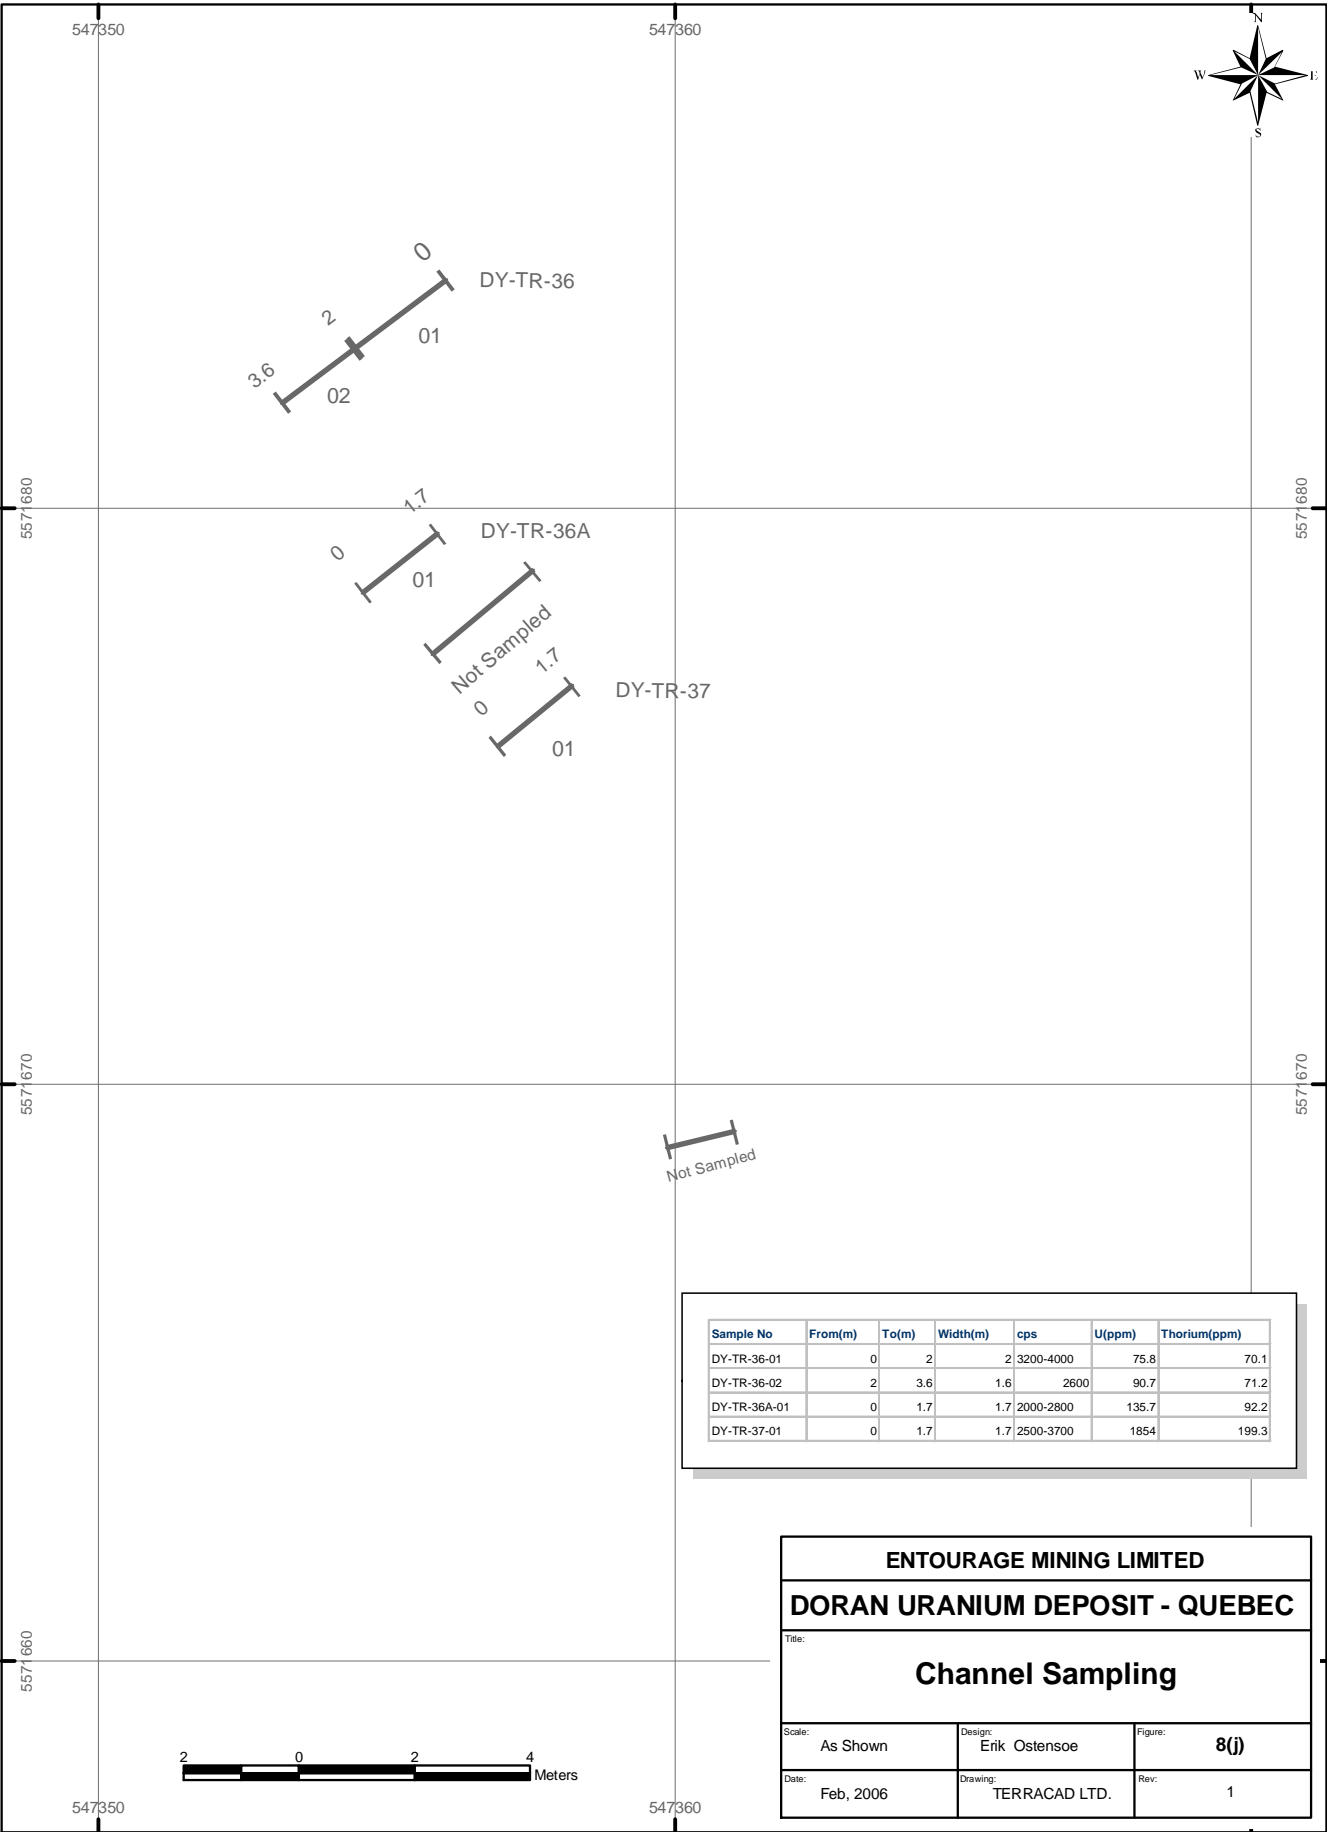 547350
547360
N
W
E
S
0
DY-TR-36
2
01
3.6
02
5571680
5571680
1.7
DY-TR-36A
0
01
Not Sampled
1.7
DY-TR-37
0
01
5571670
5571670
Not Sampled
Sample No From(m) To(m) Width(m) cps U(ppm) Thorium(ppm)
DY-TR-36-01 0 2 2 3200-4000 75.8 70.1
DY-TR-36-02 2 3.6 1.6 2600 90.7 71.2
DY-TR-36A-01 0 1.7 1.7 2000-2800 135.7 92.2
DY-TR-37-01 0 1.7 1.7 2500-3700 1854 199.3
ENTOURAGE MINING LIMITED
DORAN URANIUM DEPOSIT - QUEBEC
Title:
Channel Sampling
5571660
Scale: As Shown
Design: Erik Ostensoe
Figure: 8(j)
Date: Feb, 2006
Drawing: TERRACAD LTD.
Rev: 1
2 0 2 4
Meters
547350
547360